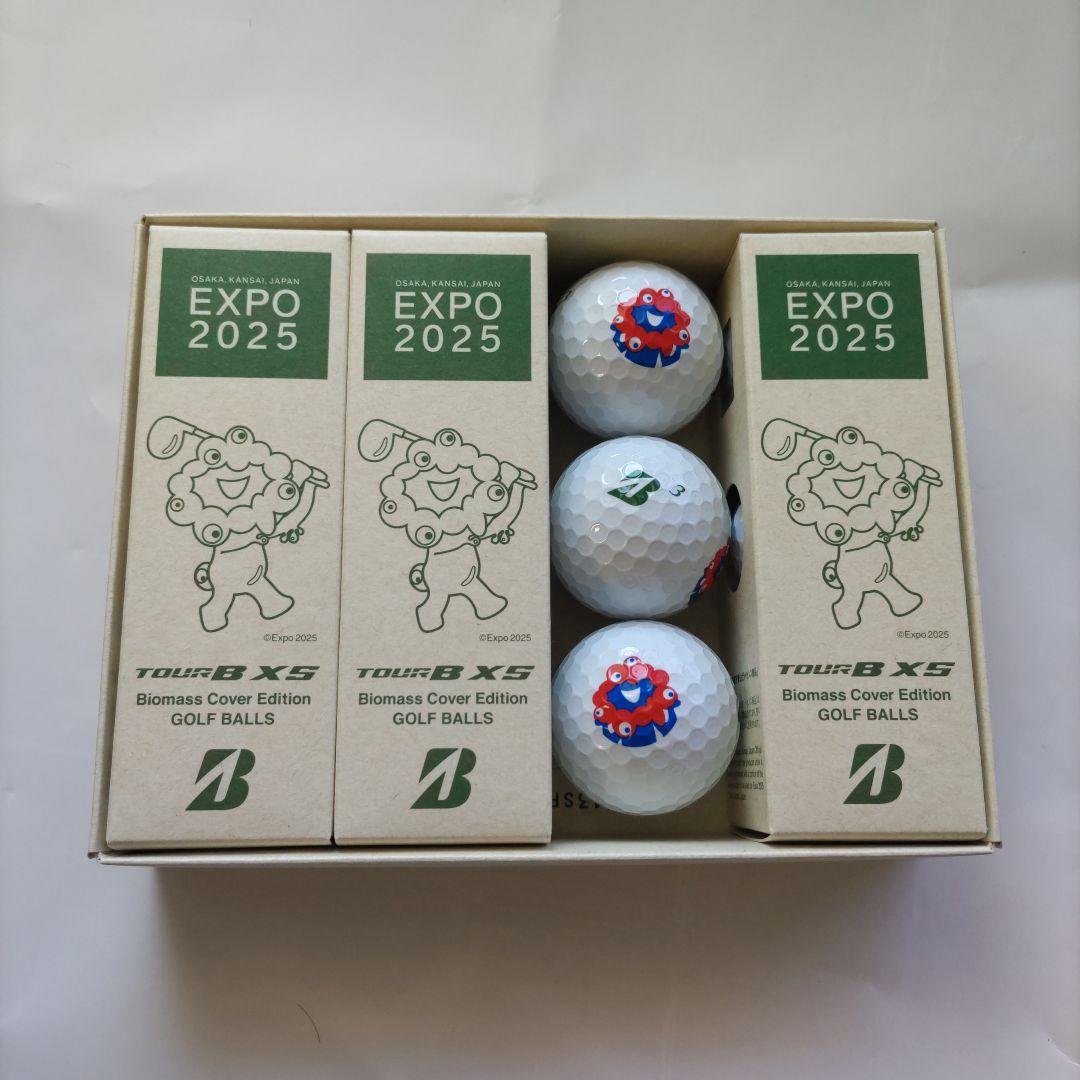 OSAKA, KANSAI, JAPAN
EXPO
2025
©Expo 2025
TOUR B XS
Biomass Cover Edition
GOLF BALLS
B
OSAKA, KANSAI, JAPAN
EXPO
2025
©Expo 2025
TOUR B XS
Biomass Cover Edition
GOLF BALLS
B
B 3
OSAKA, KANSAI, JAPAN
EXPO
2025
©Expo 2025
TOUR B XS
Biomass Cover Edition
GOLF BALLS
B